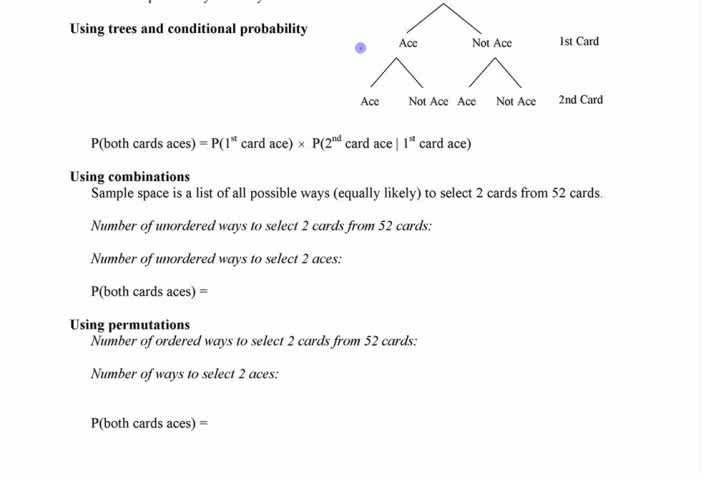 Using trees and conditional probability
Ace Not Ace 1st Card
Ace Not Ace Ace Not Ace 2nd Card
P(both cards aces) = P(1st card ace) × P(2nd card ace | 1st card ace)
Using combinations
Sample space is a list of all possible ways (equally likely) to select 2 cards from 52 cards.
Number of unordered ways to select 2 cards from 52 cards:
Number of unordered ways to select 2 aces:
P(both cards aces) =
Using permutations
Number of ordered ways to select 2 cards from 52 cards:
Number of ways to select 2 aces:
P(both cards aces) =